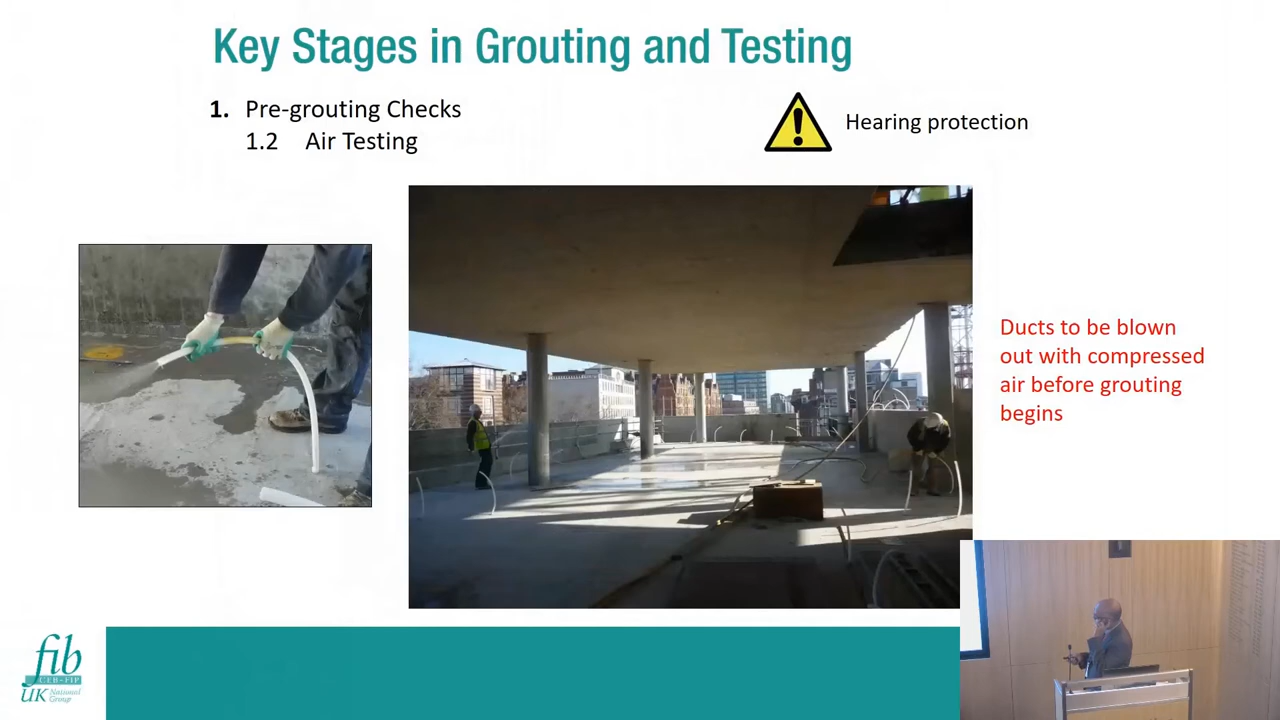 Key Stages in Grouting and Testing
1. Pre-grouting Checks
1.2 Air Testing
Hearing protection
Ducts to be blown
out with compressed
air before grouting
begins
fib
CEB-FIP
UK National
Group